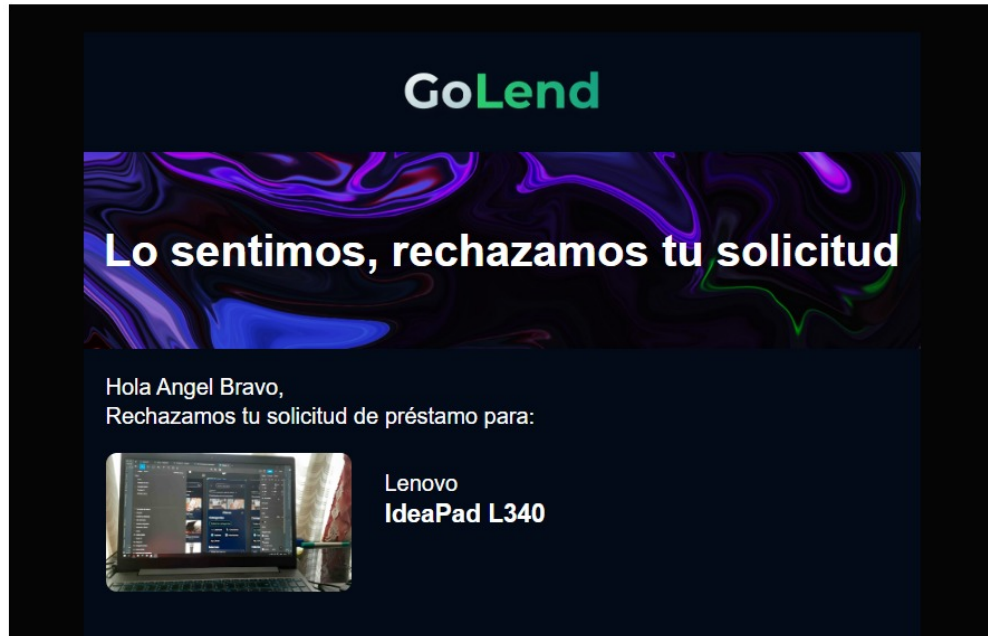 GoLend
Lo sentimos, rechazamos tu solicitud
Hola Angel Bravo,
Rechazamos tu solicitud de préstamo para:
Lenovo
IdeaPad L340